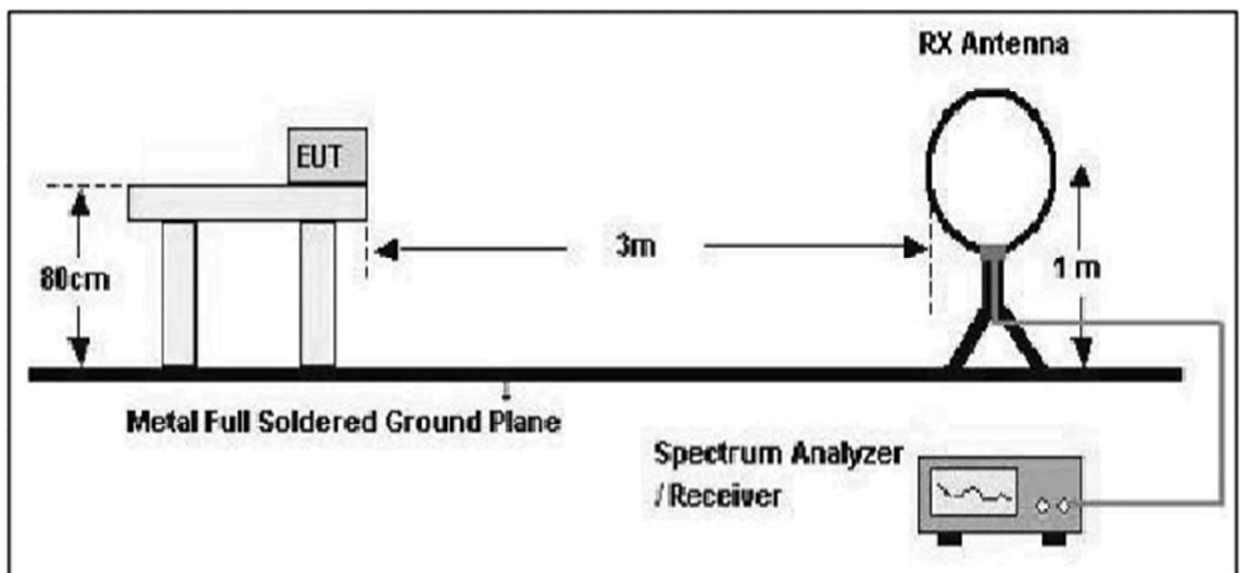 RX Antenna
EUT
3m
80cm
1 m
Metal Full Soldered Ground Plane
Spectrum Analyzer
/ Receiver